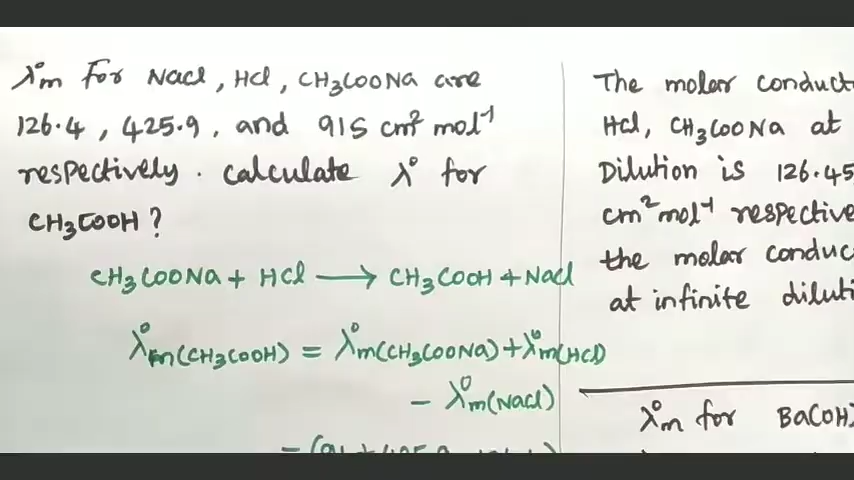 λ°m for Nacl, Hcl, CH3COONa are
126.4, 425.9, and 91S cm² mol⁻¹
respectively. calculate λ° for
CH3COOH?
CH3COONa + HCl ⟶ CH3COOH + Nacl
λ°m(CH3COOH) = λ°m(CH3COONa) + λ°m(HCl)
- λ°m(NaCl)
The molar conduct
Hcl, CH3COONa at
Dilution is 126.45
cm² mol⁻¹ respective
the molar conduc
at infinite diluti
λ°m for Ba(OH)